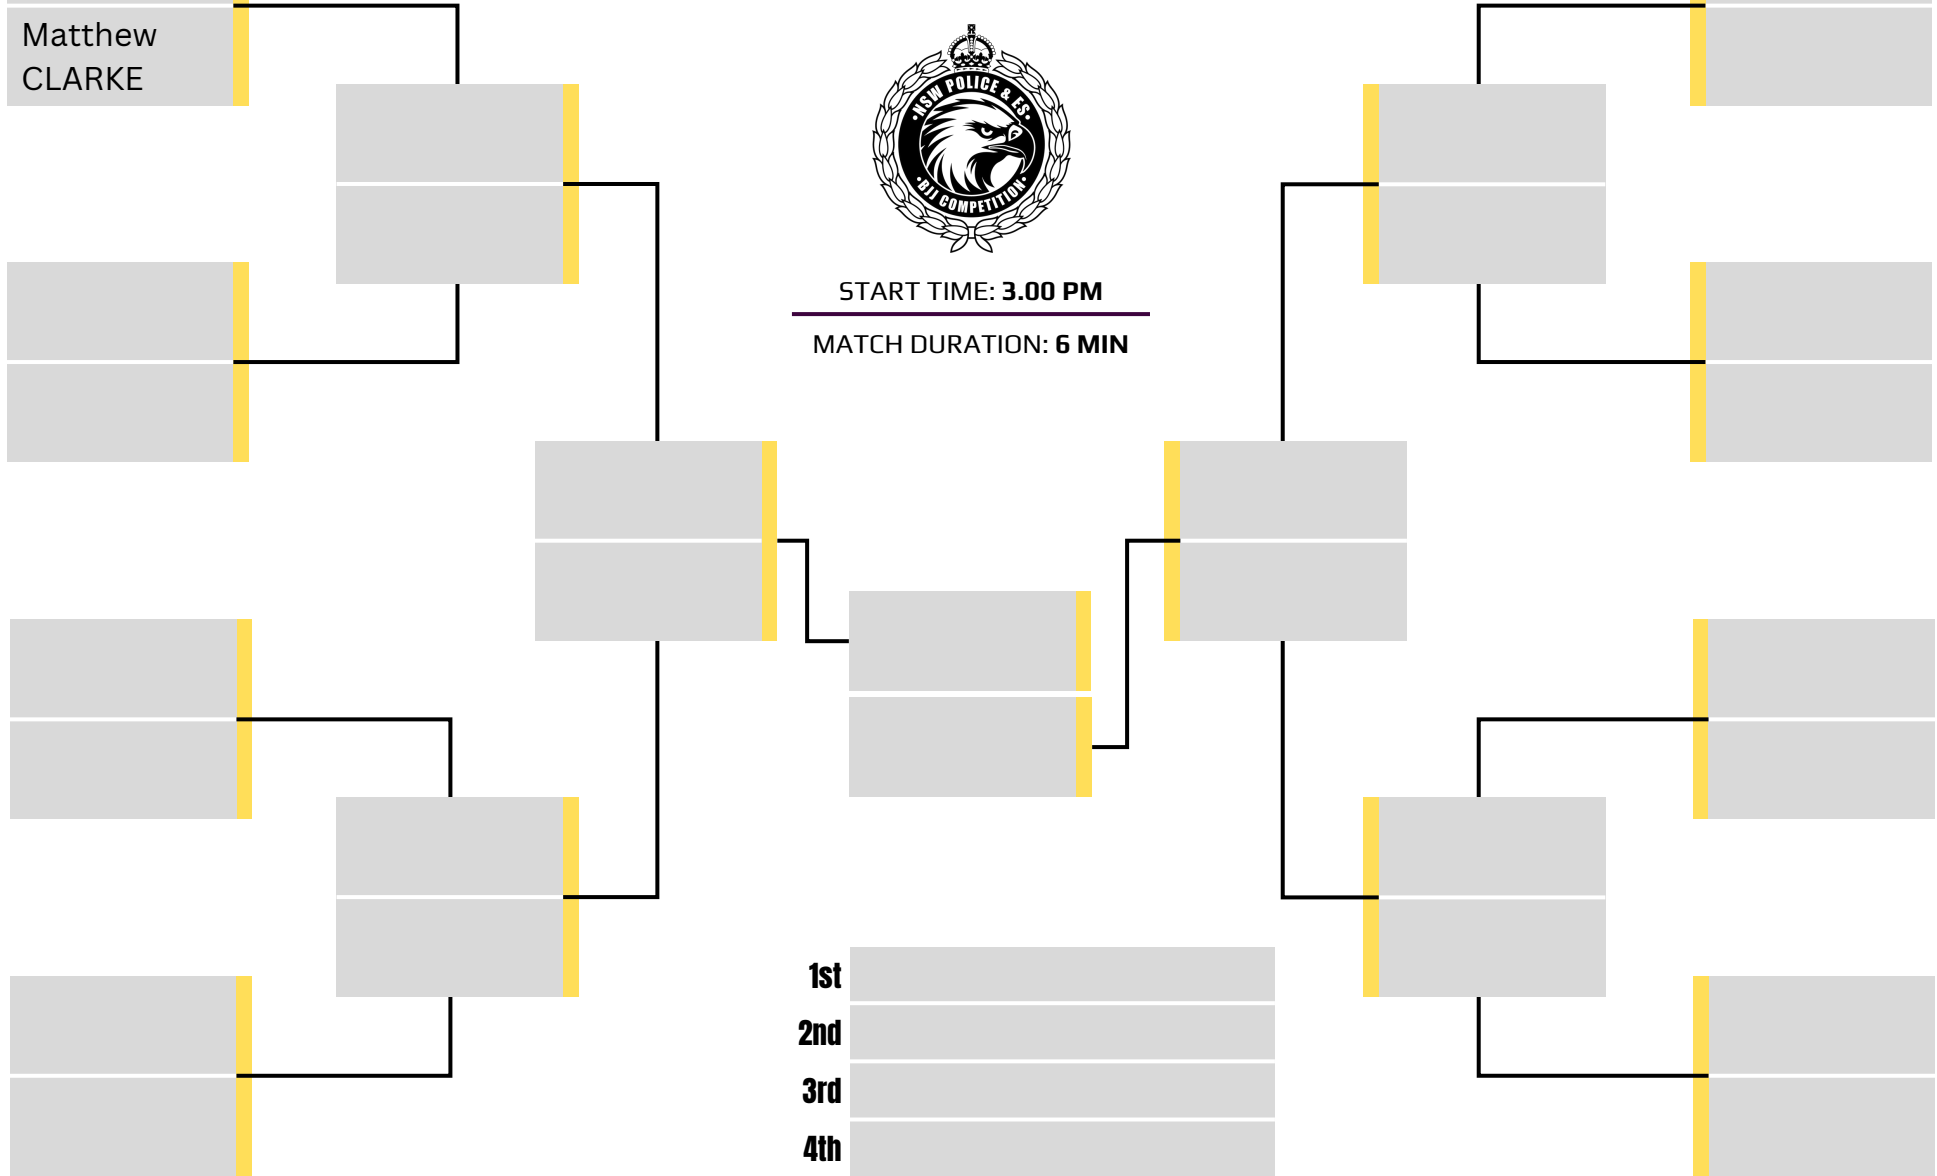 Matthew
CLARKE
·NSW POLICE & ES·
·BJJ COMPETITION·
START TIME: 3.00 PM
MATCH DURATION: 6 MIN
1st
2nd
3rd
4th